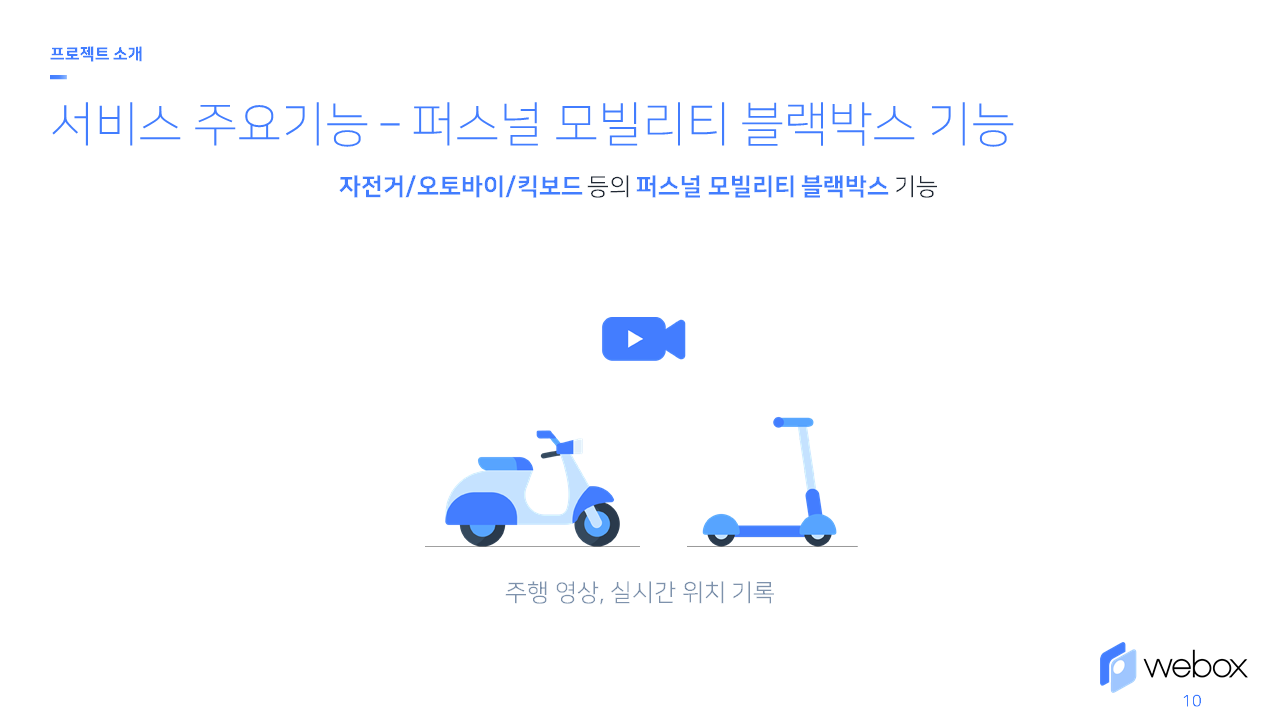 프로젝트 소개
서비스 주요기능 – 퍼스널 모빌리티 블랙박스 기능
자전거/오토바이/킥보드 등의 퍼스널 모빌리티 블랙박스 기능
주행 영상, 실시간 위치 기록
webox
10